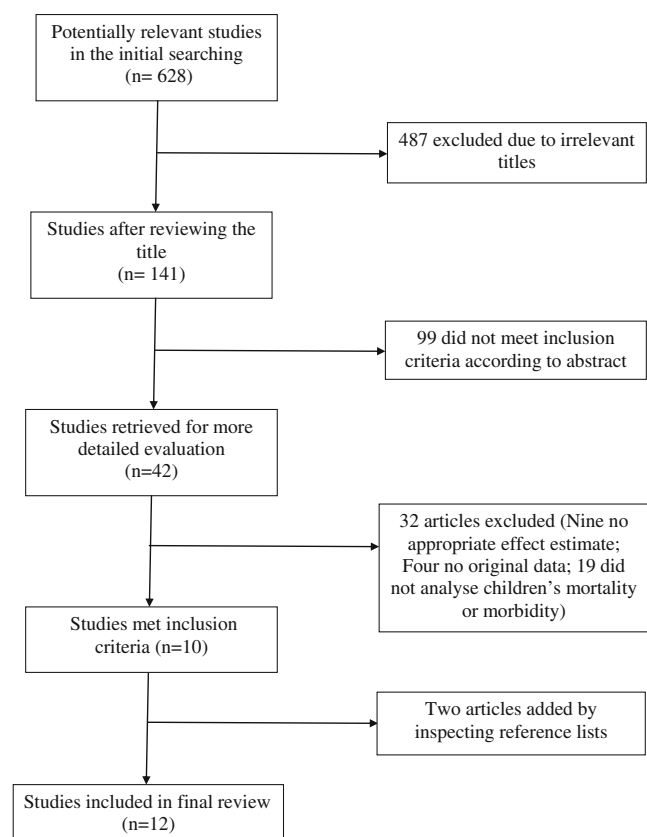 Potentially relevant studies
in the initial searching
(n= 628)
487 excluded due to irrelevant
titles
Studies after reviewing the
title
(n= 141)
99 did not meet inclusion
criteria according to abstract
Studies retrieved for more
detailed evaluation
(n=42)
32 articles excluded (Nine no
appropriate effect estimate;
Four no original data; 19 did
not analyse children’s mortality
or morbidity)
Studies met inclusion
criteria (n=10)
Two articles added by
inspecting reference lists
Studies included in final review
(n=12)